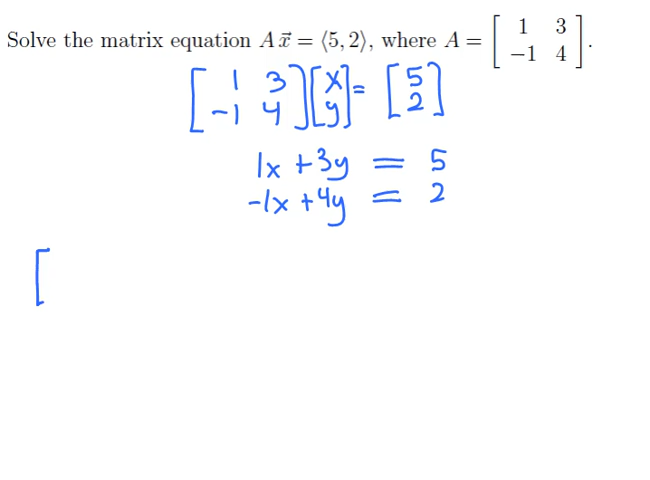 Solve the matrix equation A x⃗ = ⟨5, 2⟩, where A = [ 1 3 ; −1 4 ].
[ 1 3 ; -1 4 ] [ x ; y ] = [ 5 ; 2 ]
1x + 3y = 5
-1x + 4y = 2
[